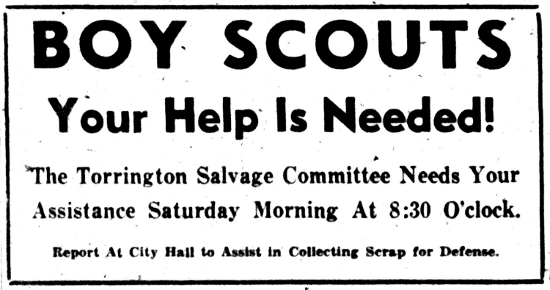 BOY SCOUTS
Your Help Is Needed!
The Torrington Salvage Committee Needs Your
Assistance Saturday Morning At 8:30 O'clock.
Report At City Hall to Assist in Collecting Scrap for Defense.